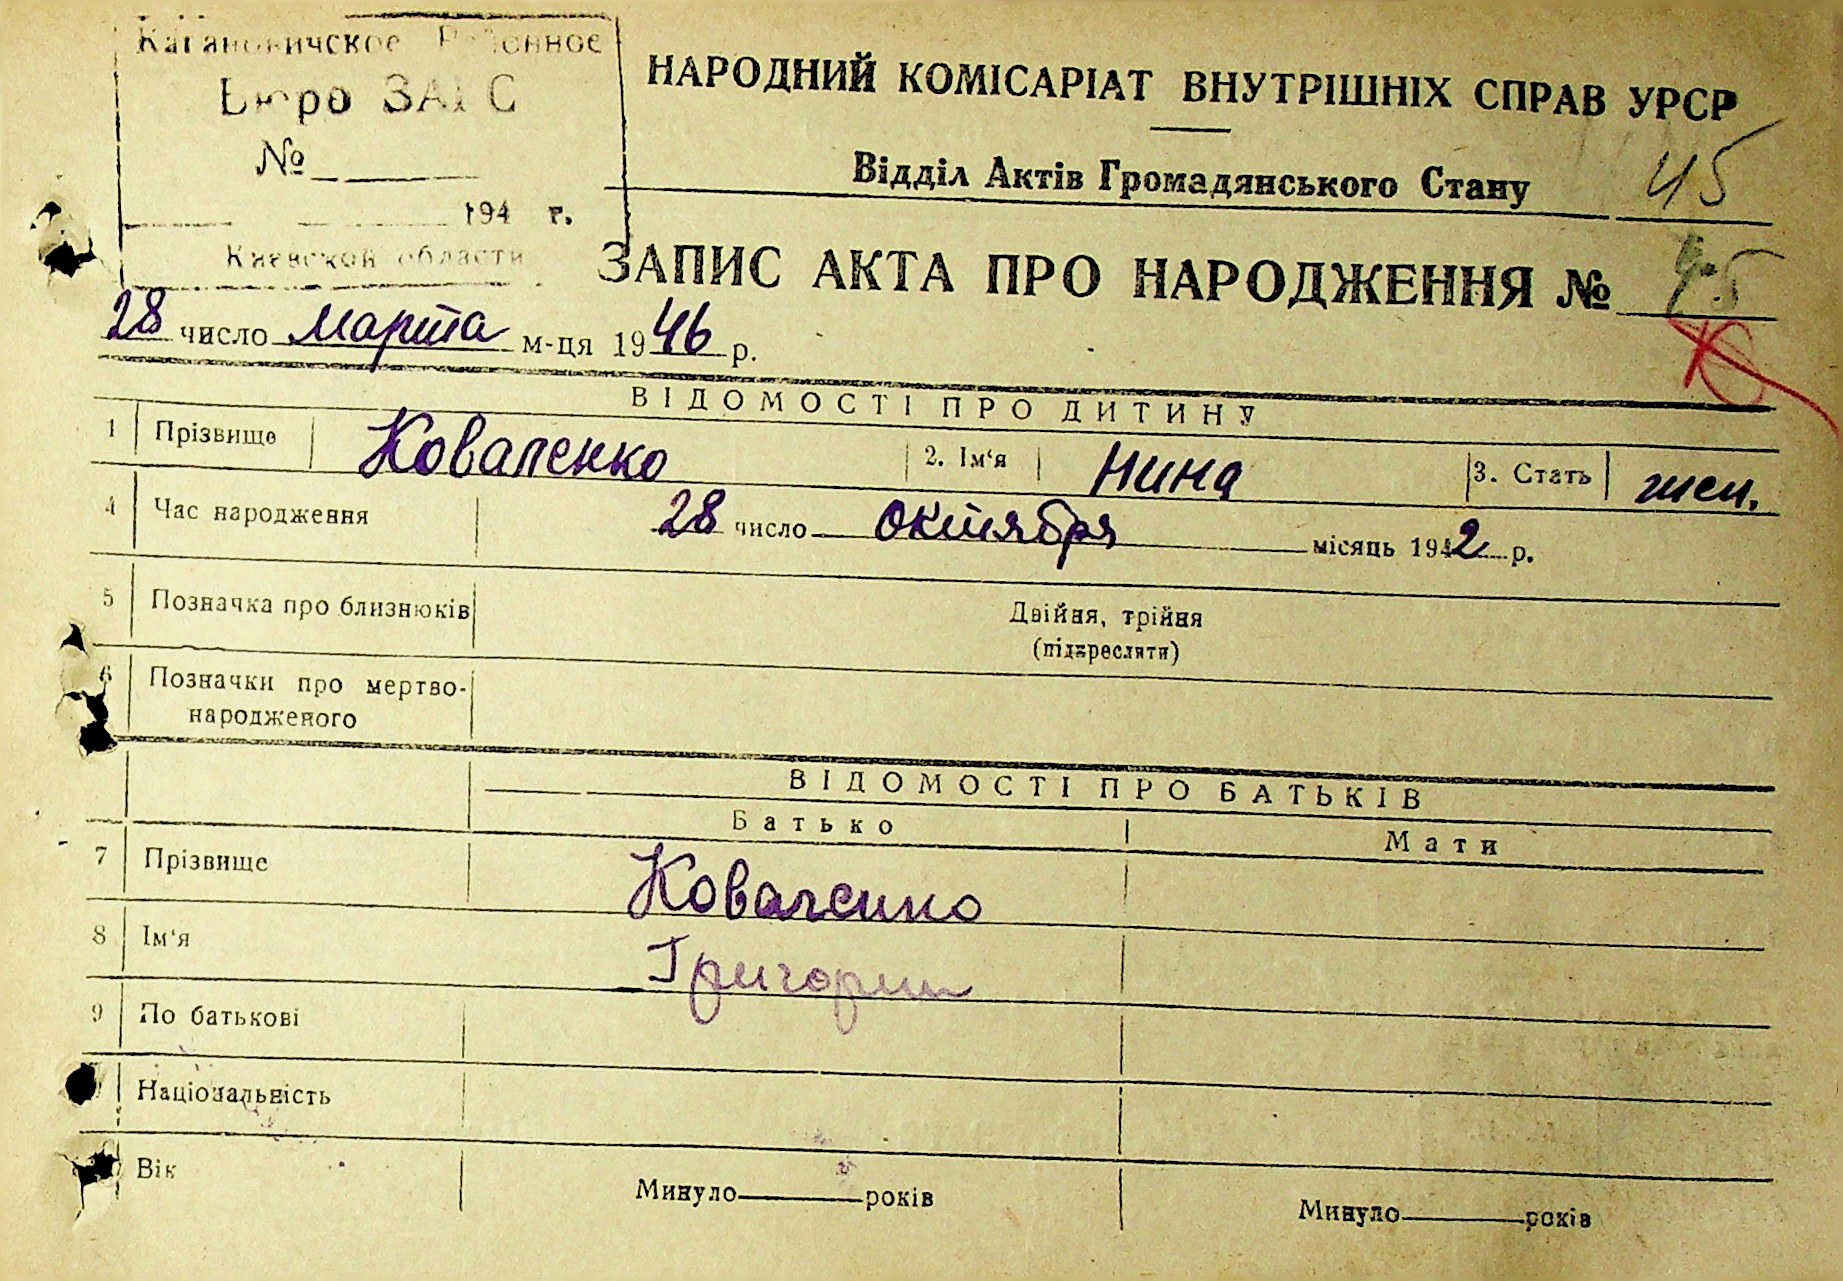 Кагановичское Районное
Бюро ЗАГС
№
194 г.
Киевской области
НАРОДНИЙ КОМІСАРІАТ ВНУТРІШНІХ СПРАВ УРСР
Відділ Актів Громадянського Стану
45
ЗАПИС АКТА ПРО НАРОДЖЕННЯ № 45
28 число марта м-ця 1946 р.
ВІДОМОСТІ ПРО ДИТИНУ
1 Прізвище Коваленко 2. Ім'я Нина 3. Стать жен.
4 Час народження 28 число октября місяць 1942 р.
5 Позначка про близнюків Двійня, трійня
(підкреслити)
6 Позначки про мертво-
народженого
ВІДОМОСТІ ПРО БАТЬКІВ
Батько Мати
7 Прізвище Коваленко
8 Ім'я Григорий
9 По батькові
Національність
Вік Минуло років Минуло років